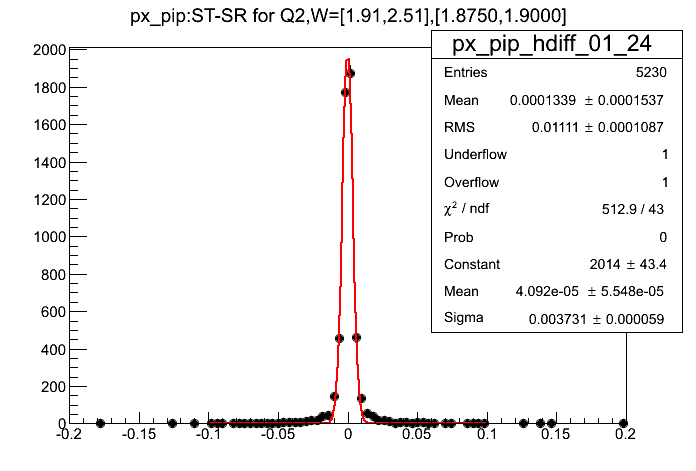 px_pip:ST-SR for Q2,W=[1.91,2.51],[1.8750,1.9000]
px_pip_hdiff_01_24
Entries 5230
Mean 0.0001339 ± 0.0001537
RMS 0.01111 ± 0.0001087
Underflow 1
Overflow 1
χ² / ndf 512.9 / 43
Prob 0
Constant 2014 ± 43.4
Mean 4.092e-05 ± 5.548e-05
Sigma 0.003731 ± 0.000059
2000
1800
1600
1400
1200
1000
800
600
400
200
0
-0.2 -0.15 -0.1 -0.05 0 0.05 0.1 0.15 0.2